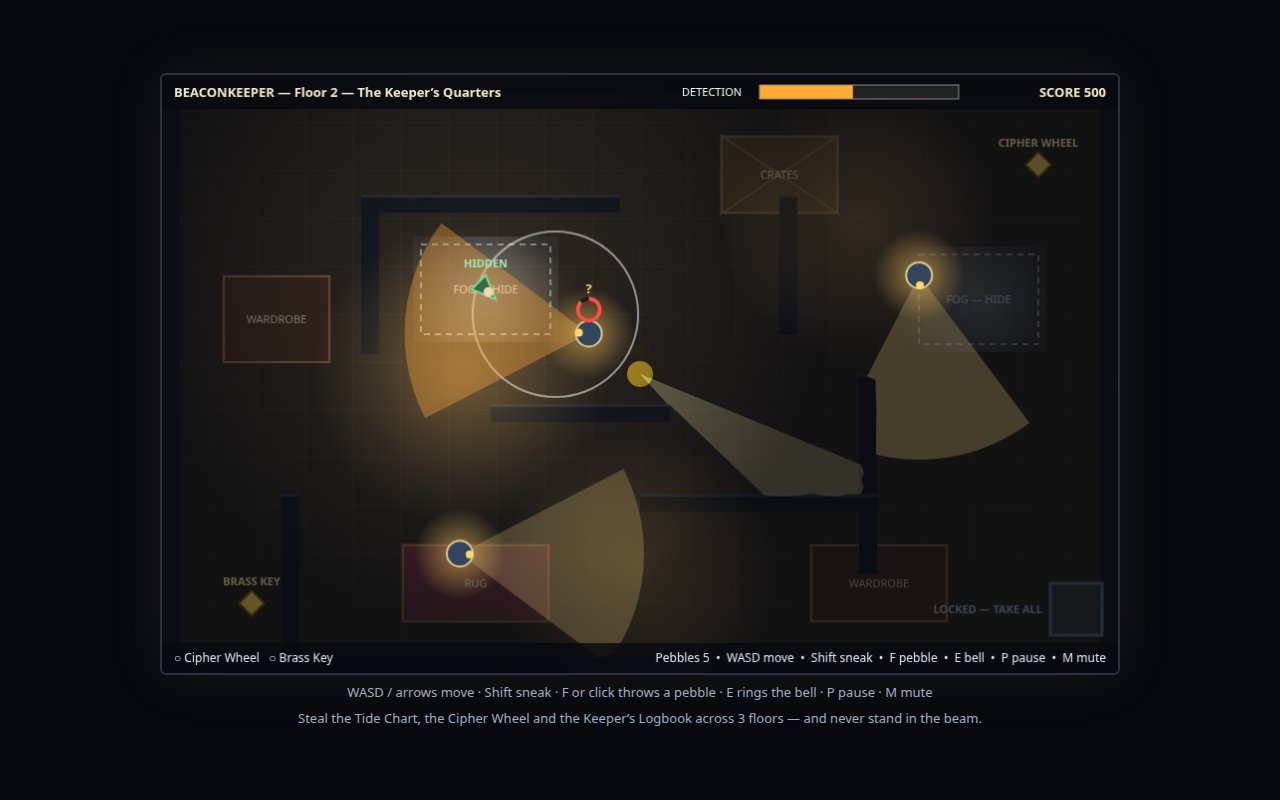 BEACONKEEPER — Floor 2 — The Keeper's Quarters
DETECTION
SCORE 500
CIPHER WHEEL
CRATES
HIDDEN
FOG — HIDE
?
FOG — HIDE
WARDROBE
BRASS KEY
RUG
WARDROBE
LOCKED — TAKE ALL
○ Cipher Wheel ○ Brass Key
Pebbles 5 • WASD move • Shift sneak • F pebble • E bell • P pause • M mute
WASD / arrows move · Shift sneak · F or click throws a pebble · E rings the bell · P pause · M mute
Steal the Tide Chart, the Cipher Wheel and the Keeper's Logbook across 3 floors — and never stand in the beam.